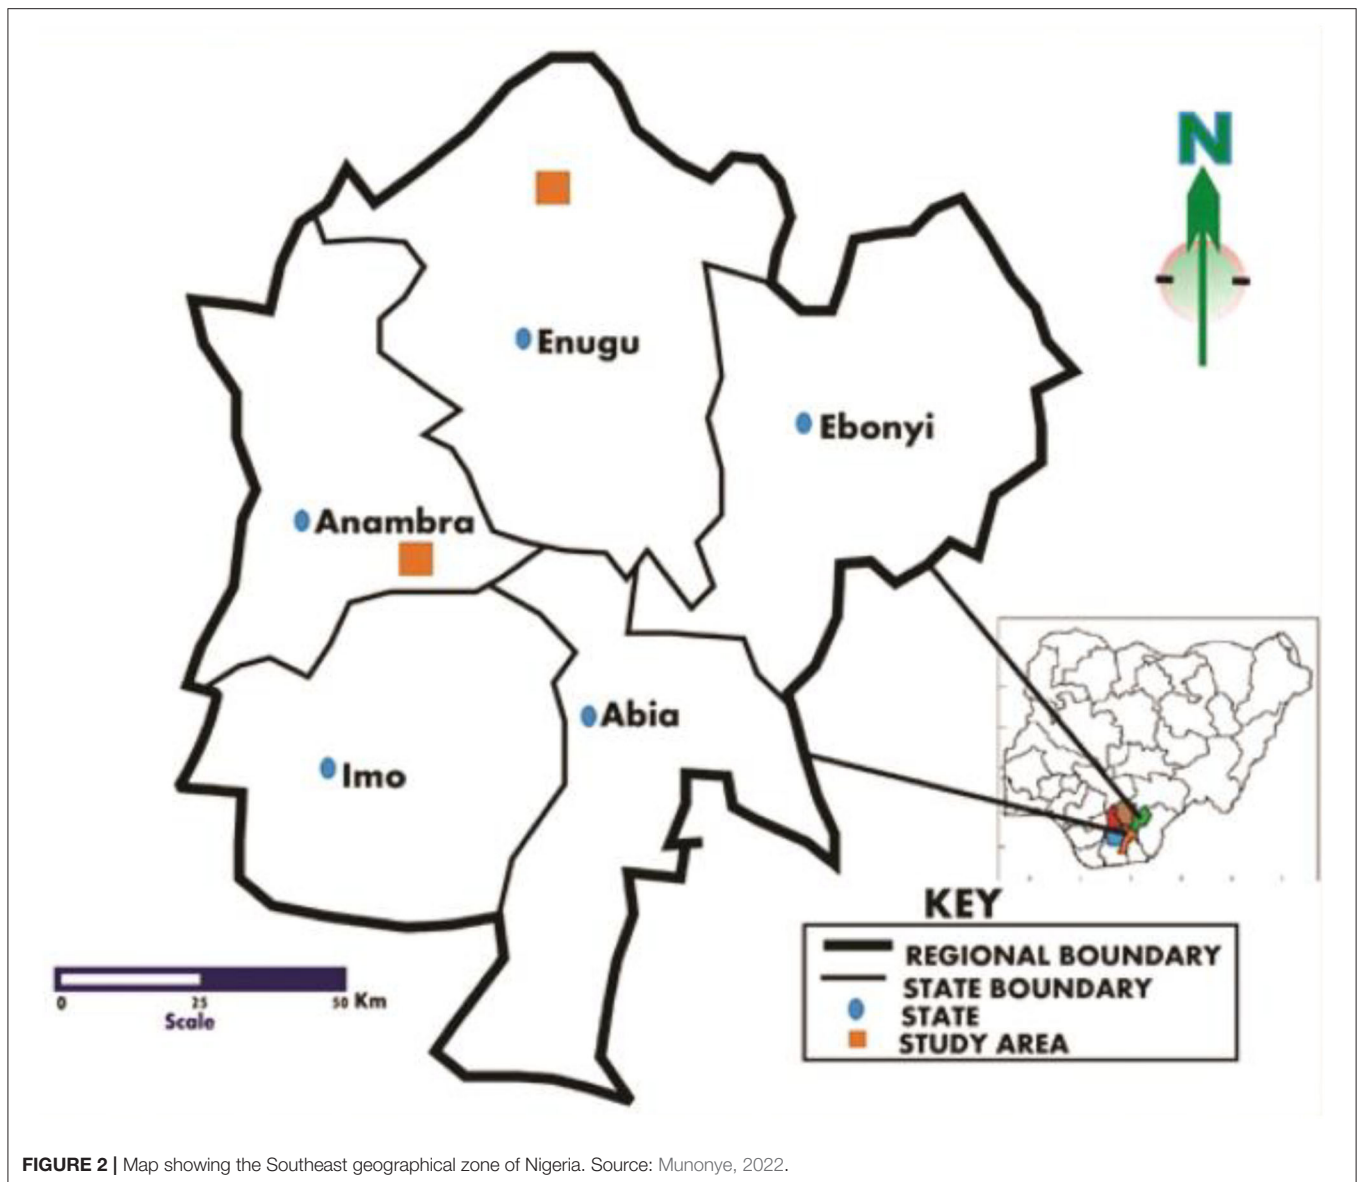 N
Enugu
Ebonyi
Anambra
Abia
Imo
KEY
REGIONAL BOUNDARY
STATE BOUNDARY
STATE
STUDY AREA
0 25 50 Km
Scale
FIGURE 2 | Map showing the Southeast geographical zone of Nigeria. Source: Munonye, 2022.